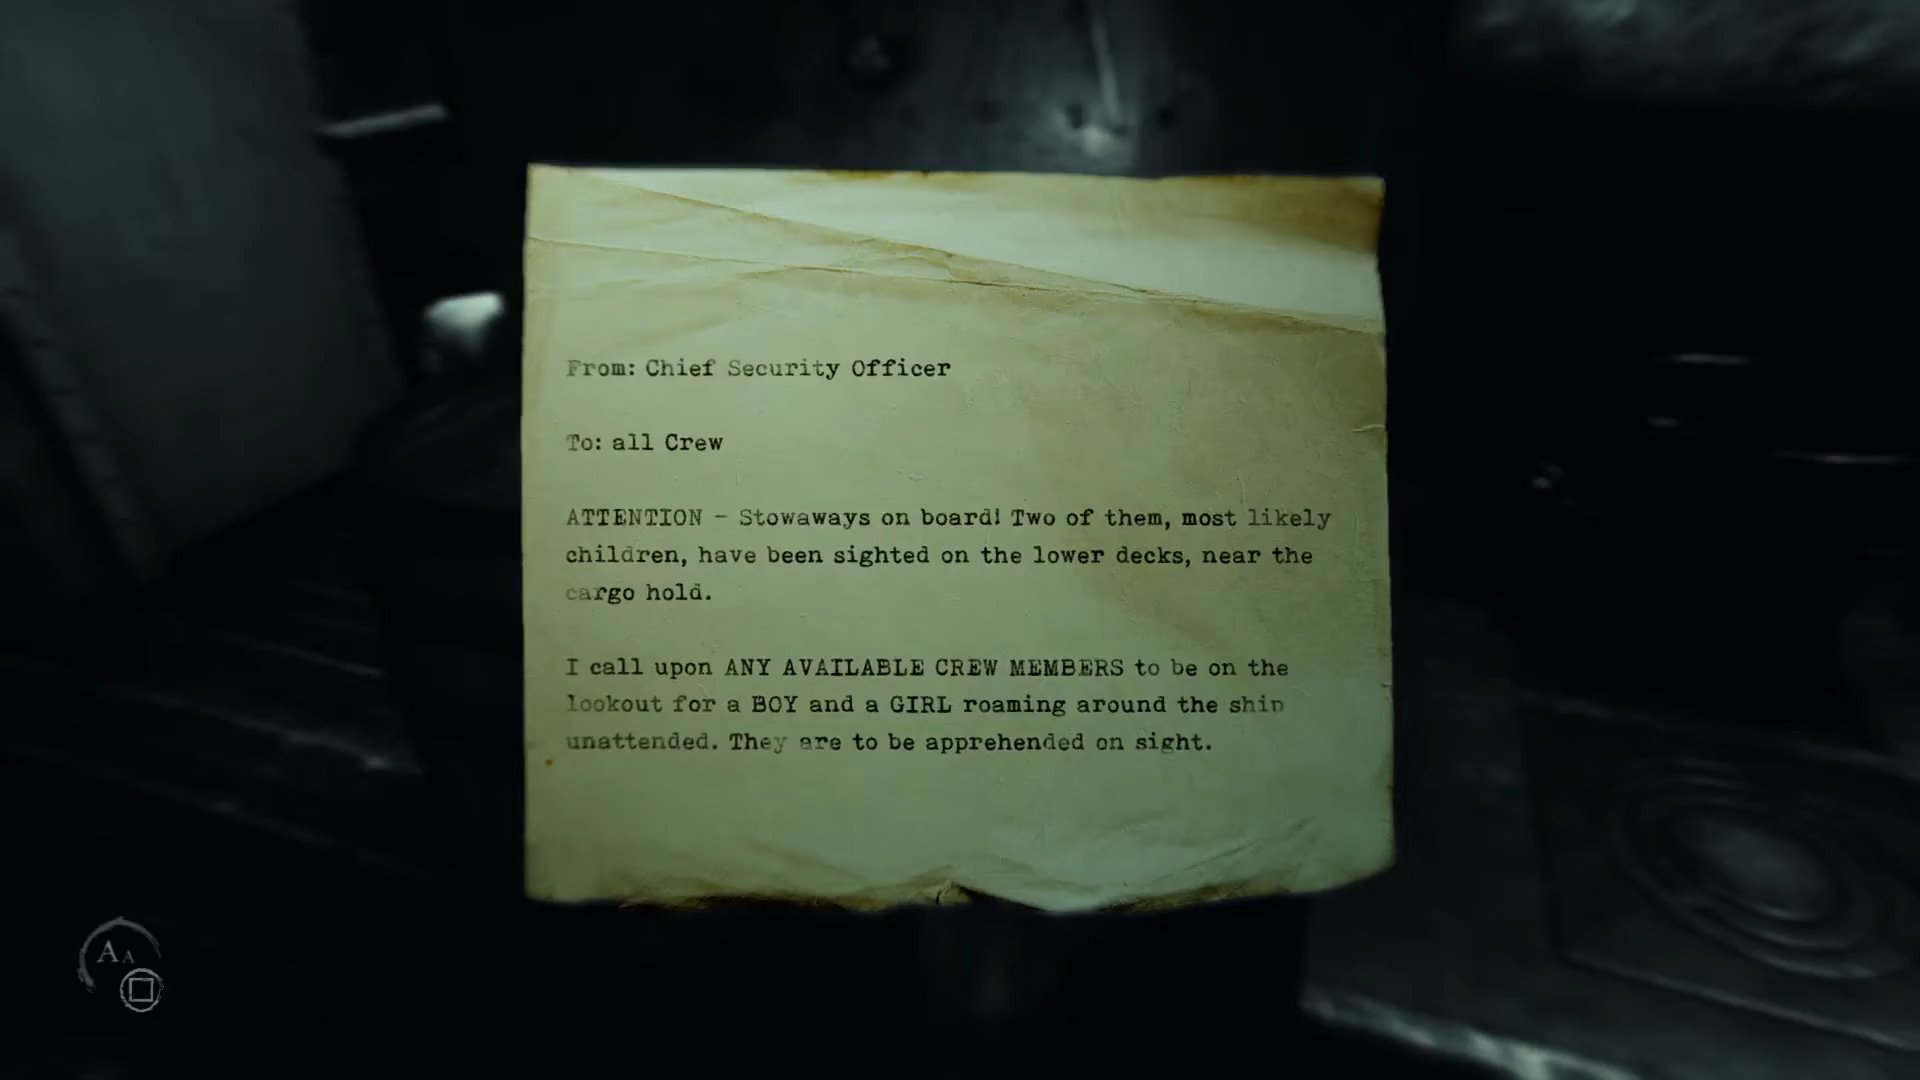 From: Chief Security Officer
To: all Crew
ATTENTION - Stowaways on board! Two of them, most likely
children, have been sighted on the lower decks, near the
cargo hold.
I call upon ANY AVAILABLE CREW MEMBERS to be on the
lookout for a BOY and a GIRL roaming around the ship
unattended. They are to be apprehended on sight.
AA